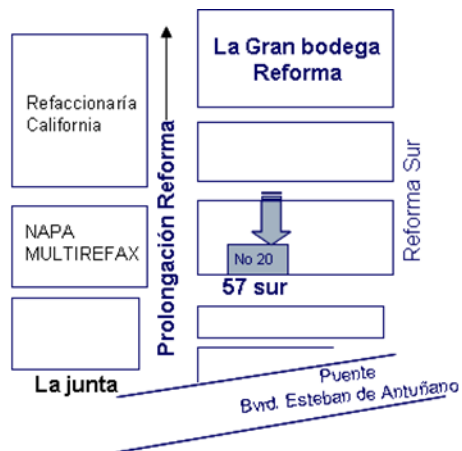 La Gran bodega
Reforma
Refaccionaría
California
Prolongación Reforma
Reforma Sur
NAPA
MULTIREFAX
No 20
57 sur
La junta
Puente
Bvrd. Esteban de Antuñano